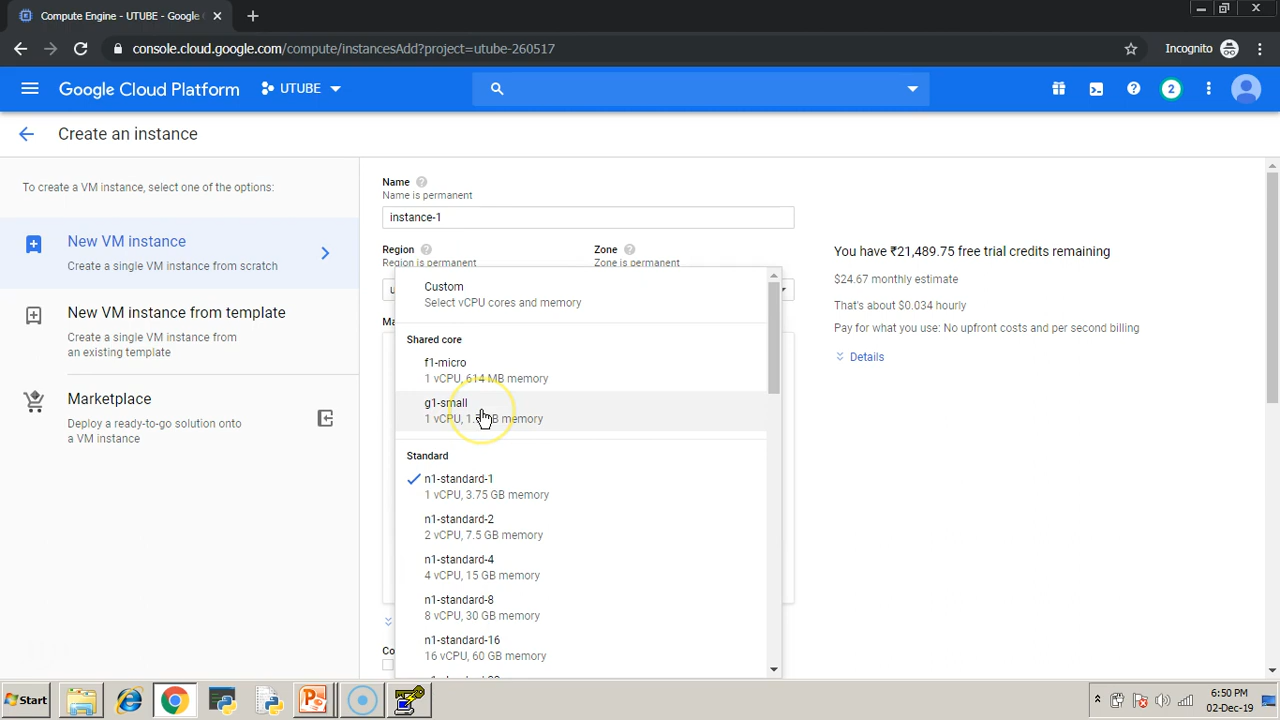 Compute Engine - UTUBE - Google
console.cloud.google.com/compute/instancesAdd?project=utube-260517
Incognito
Google Cloud Platform
UTUBE
2
Create an instance
To create a VM instance, select one of the options:
New VM instance
Create a single VM instance from scratch
New VM instance from template
Create a single VM instance from
an existing template
Marketplace
Deploy a ready-to-go solution onto
a VM instance
Name
Name is permanent
instance-1
Region
Region is permanent
Zone
Zone is permanent
Custom
Select vCPU cores and memory
Shared core
f1-micro
1 vCPU, 614 MB memory
g1-small
1 vCPU, memory
Standard
n1-standard-1
1 vCPU, 3.75 GB memory
n1-standard-2
2 vCPU, 7.5 GB memory
n1-standard-4
4 vCPU, 15 GB memory
n1-standard-8
8 vCPU, 30 GB memory
n1-standard-16
16 vCPU, 60 GB memory
You have ₹21,489.75 free trial credits remaining
$24.67 monthly estimate
That's about $0.034 hourly
Pay for what you use: No upfront costs and per second billing
Details
Start
6:50 PM
02-Dec-19